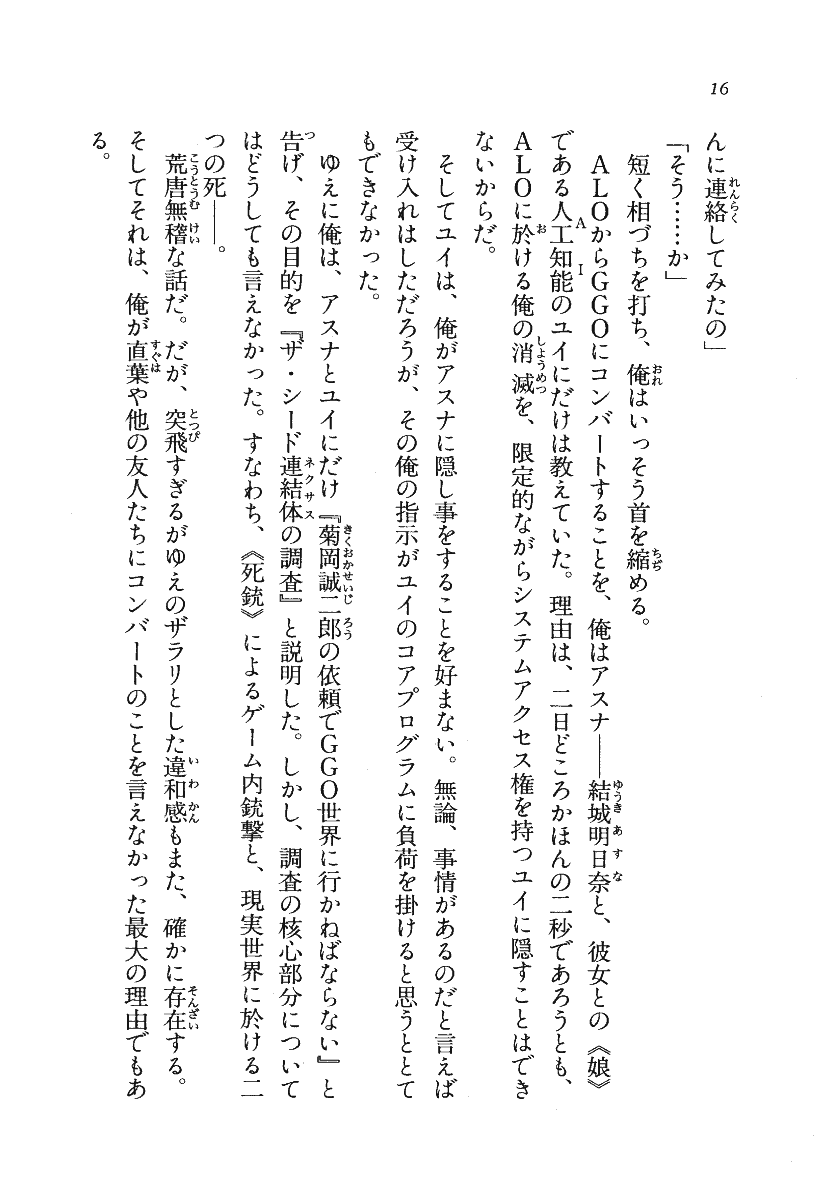 16
んに連絡してみたの」
「そう……か」
短く相づちを打ち、俺はいっそう首を縮める。
ALOからGGOにコンバートすることを、俺はアスナ――結城明日奈と、彼女との《娘》
である人工知能のユイにだけは教えていた。理由は、二日どころかほんの二秒であろうとも、
ALOに於ける俺の消滅を、限定的ながらシステムアクセス権を持つユイに隠すことはでき
ないからだ。
そしてユイは、俺がアスナに隠し事をすることを好まない。無論、事情があるのだと言えば
受け入れはしただろうが、その俺の指示がユイのコアプログラムに負荷を掛けると思うととて
もできなかった。
ゆえに俺は、アスナとユイにだけ『菊岡誠二郎の依頼でGGO世界に行かねばならない』と
告げ、その目的を『ザ・シード連結体の調査』と説明した。しかし、調査の核心部分について
はどうしても言えなかった。すなわち、《死銃》によるゲーム内銃撃と、現実世界に於ける二
つの死――。
荒唐無稽な話だ。だが、突飛すぎるがゆえのザラリとした違和感もまた、確かに存在する。
そしてそれは、俺が直葉や他の友人たちにコンバートのことを言えなかった最大の理由でもあ
る。